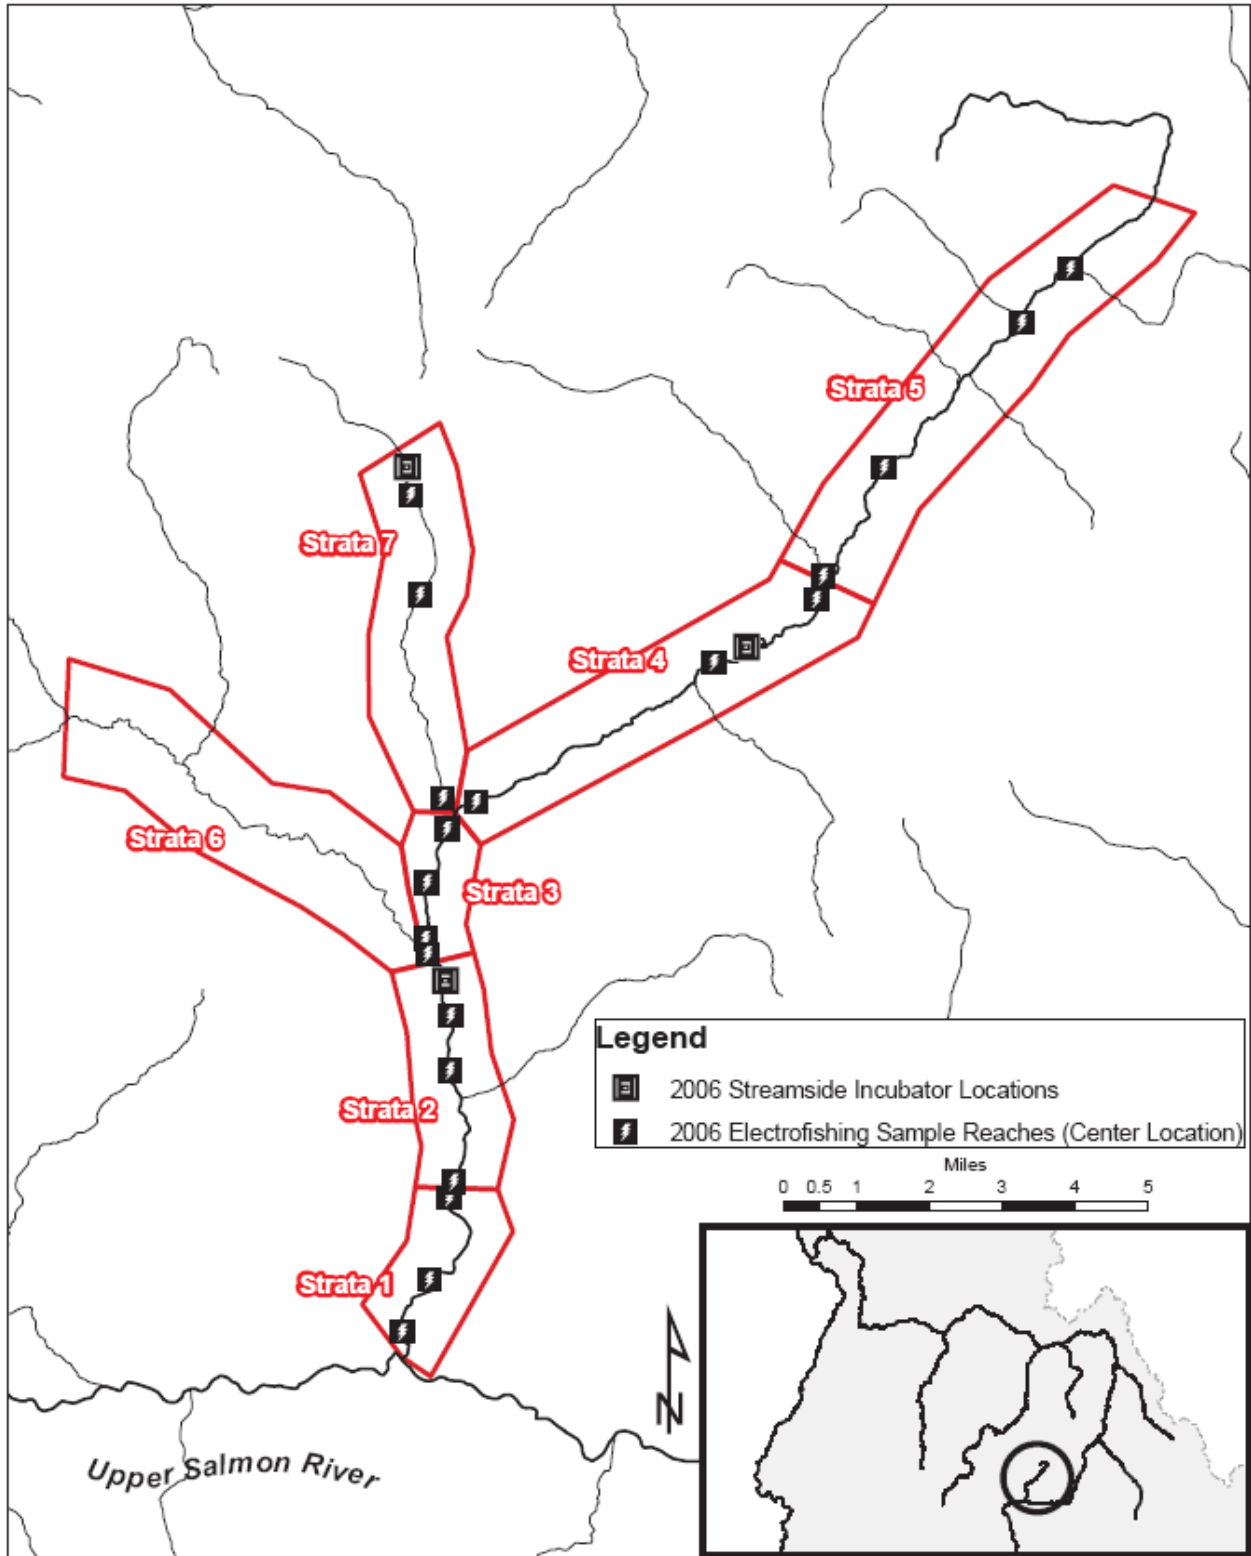 Strata 5
Strata 7
Strata 4
Strata 6
Strata 3
Legend
2006 Streamside Incubator Locations
2006 Electrofishing Sample Reaches (Center Location)
Strata 2
Miles
0 0.5 1 2 3 4 5
Strata 1
N
Upper Salmon River